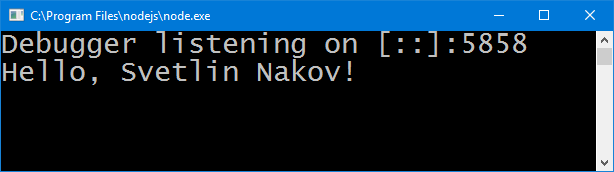 C:\Program Files\nodejs\node.exe
Debugger listening on [::]:5858
Hello, Svetlin Nakov!